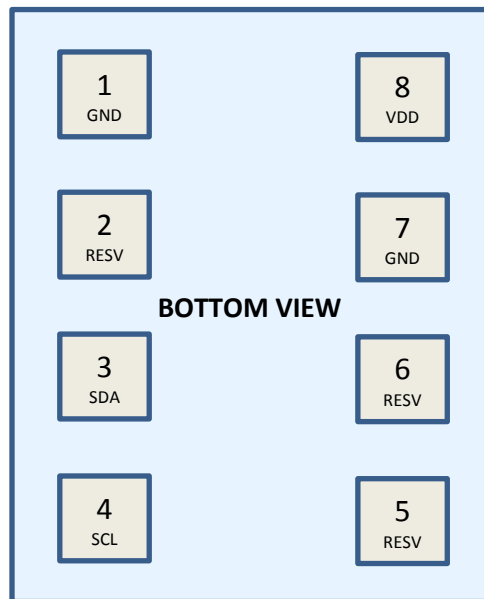 1
GND
8
VDD
2
RESV
7
GND
BOTTOM VIEW
3
SDA
6
RESV
4
SCL
5
RESV